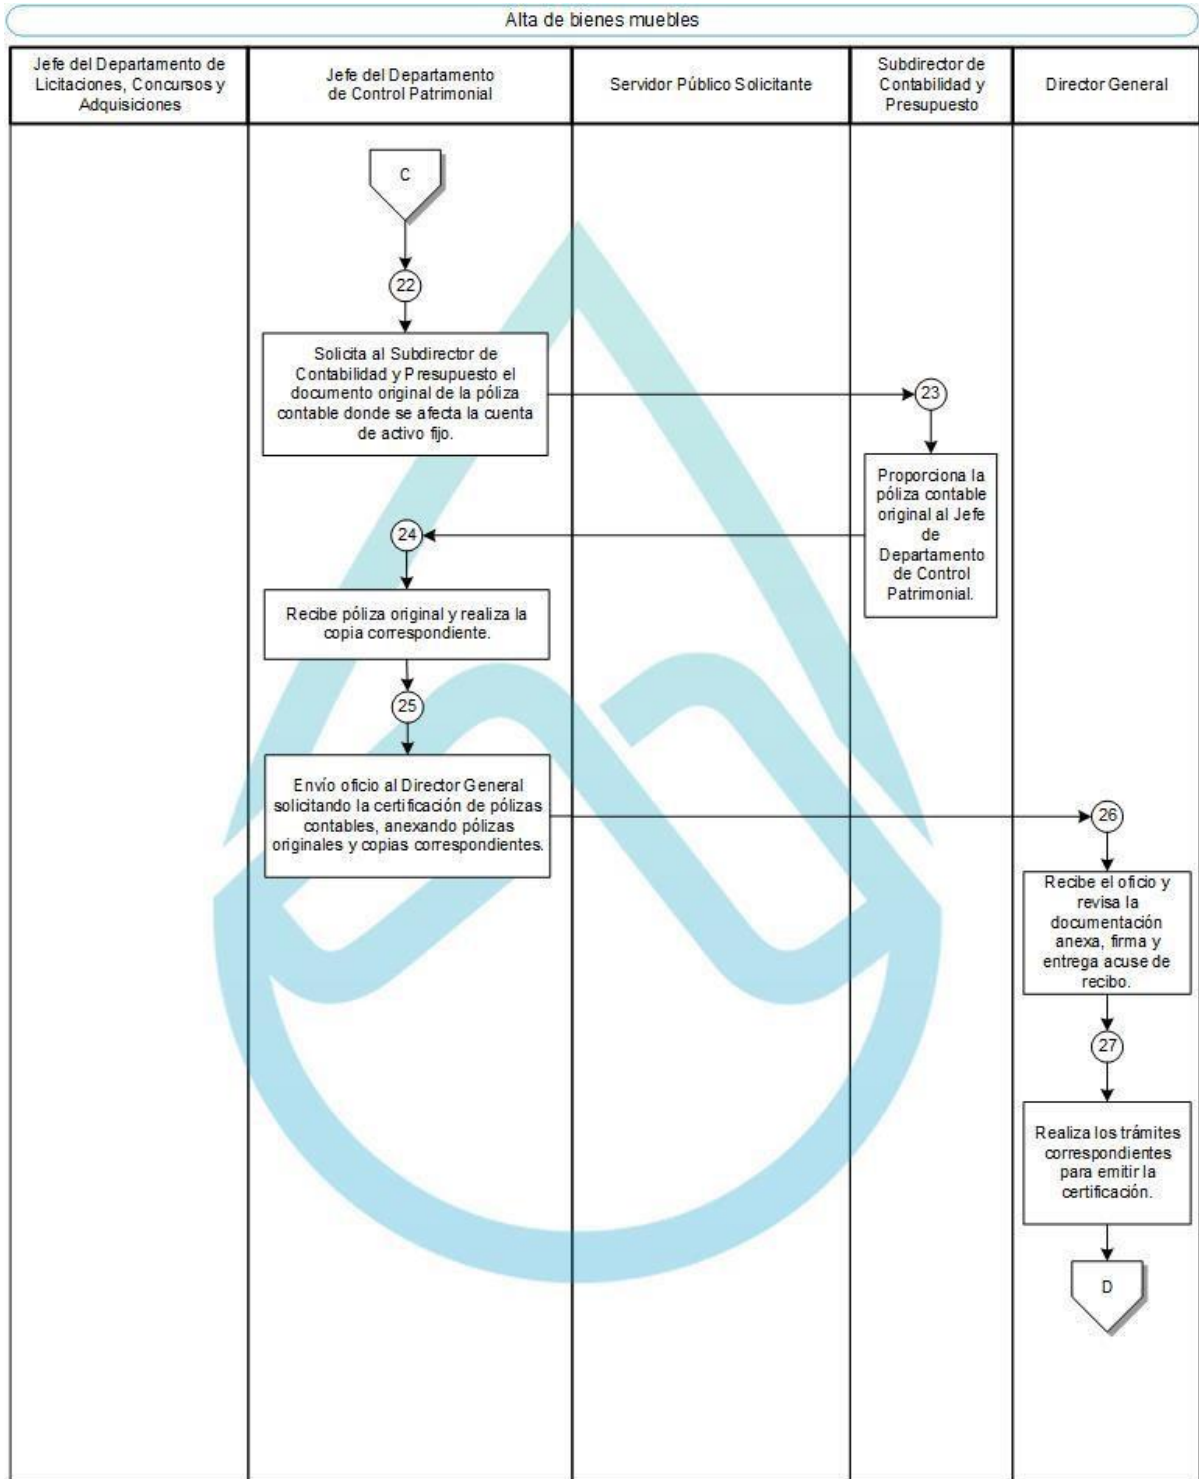 Alta de bienes muebles
Jefe del Departamento de
Licitaciones, Concursos y
Adquisiciones
Jefe del Departamento
de Control Patrimonial
Servidor Público Solicitante
Subdirector de
Contabilidad y
Presupuesto
Director General
C
22
Solicita al Subdirector de
Contabilidad y Presupuesto el
documento original de la póliza
contable donde se afecta la cuenta
de activo fijo.
23
Proporciona la
póliza contable
original al Jefe
de
Departamento
de Control
Patrimonial.
24
Recibe póliza original y realiza la
copia correspondiente.
25
Envío oficio al Director General
solicitando la certificación de pólizas
contables, anexando pólizas
originales y copias correspondientes.
26
Recibe el oficio y
revisa la
documentación
anexa, firma y
entrega acuse de
recibo.
27
Realiza los trámites
correspondientes
para emitir la
certificación.
D